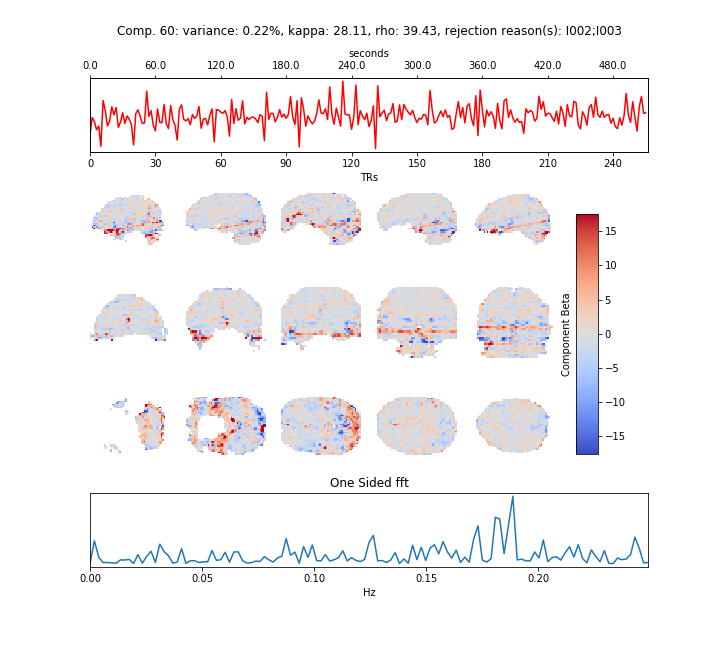 Comp. 60: variance: 0.22%, kappa: 28.11, rho: 39.43, rejection reason(s): I002;I003
seconds
0.0 60.0 120.0 180.0 240.0 300.0 360.0 420.0 480.0
0 30 60 90 120 150 180 210 240
TRs
15
10
5
0
−5
−10
−15
Component Beta
One Sided fft
0.00 0.05 0.10 0.15 0.20
Hz